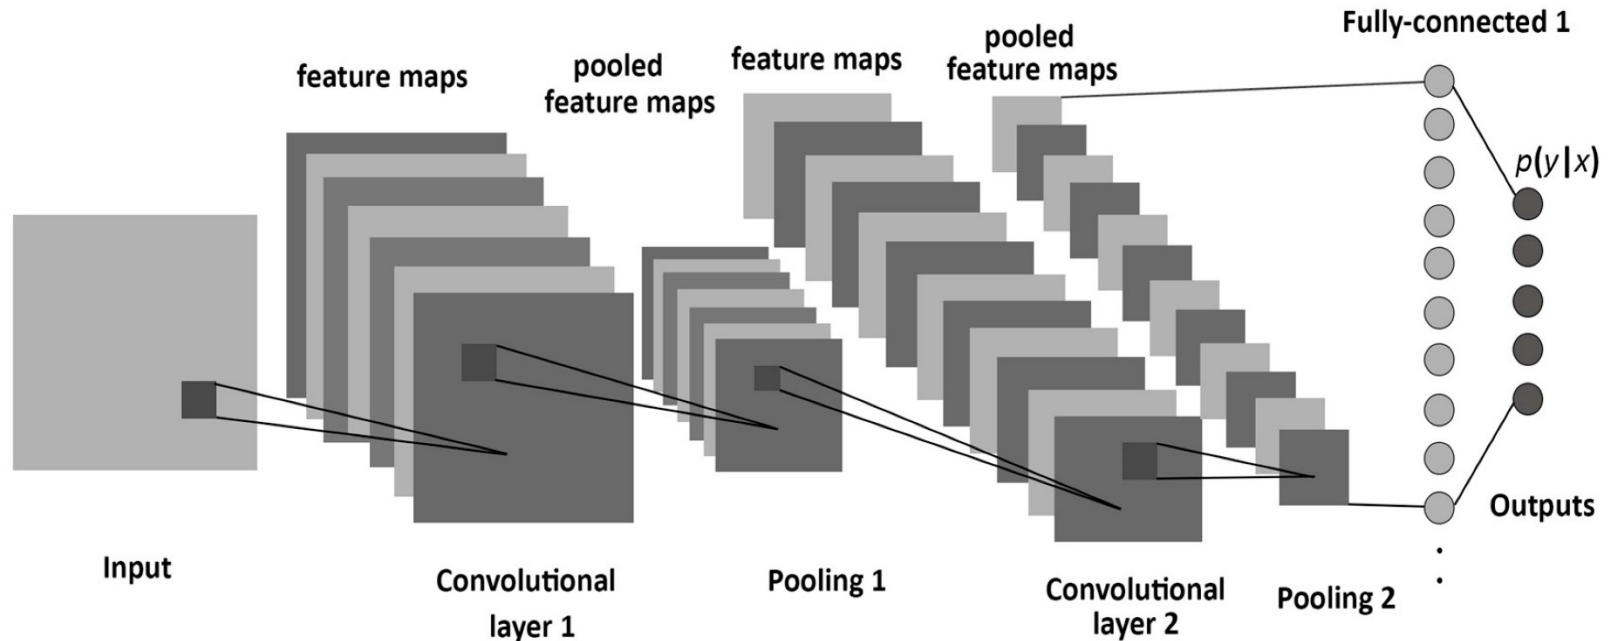 Fully-connected 1
feature maps
pooled
feature maps
feature maps
pooled
feature maps
p(y|x)
Outputs
Input
Convolutional
layer 1
Pooling 1
Convolutional
layer 2
Pooling 2